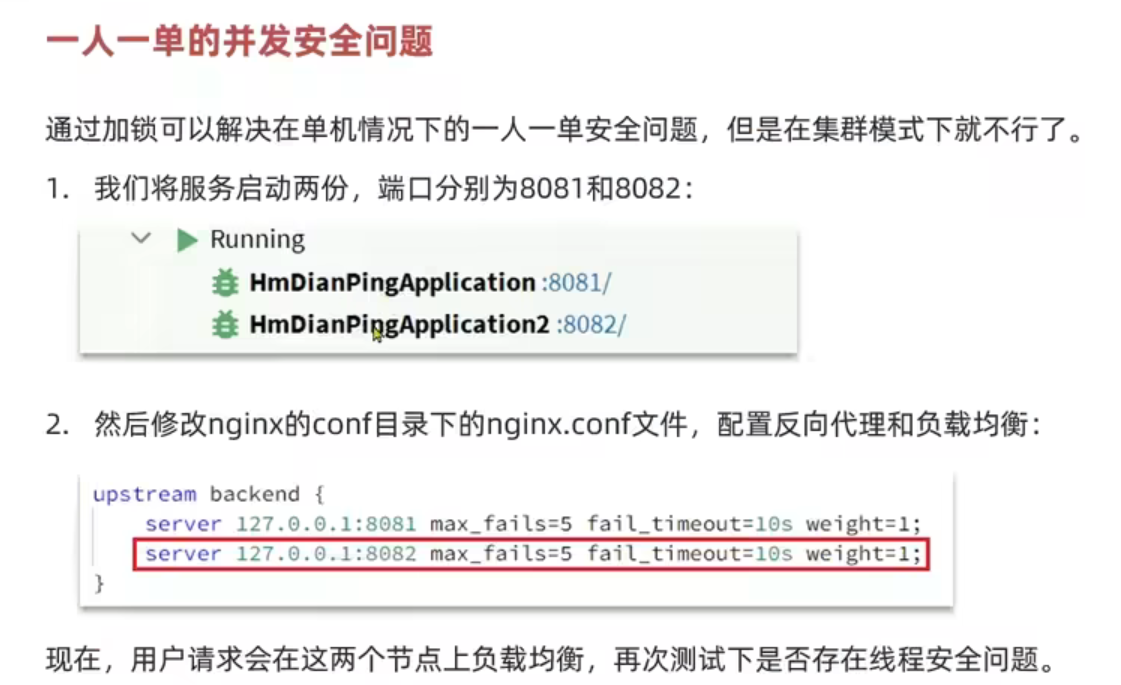 一人一单的并发安全问题
通过加锁可以解决在单机情况下的一人一单安全问题，但是在集群模式下就不行了。
1. 我们将服务启动两份，端口分别为8081和8082：
Running
HmDianPingApplication :8081/
HmDianPingApplication2 :8082/
2. 然后修改nginx的conf目录下的nginx.conf文件，配置反向代理和负载均衡：
upstream backend {
server 127.0.0.1:8081 max_fails=5 fail_timeout=10s weight=1;
server 127.0.0.1:8082 max_fails=5 fail_timeout=10s weight=1;
}
现在，用户请求会在这两个节点上负载均衡，再次测试下是否存在线程安全问题。